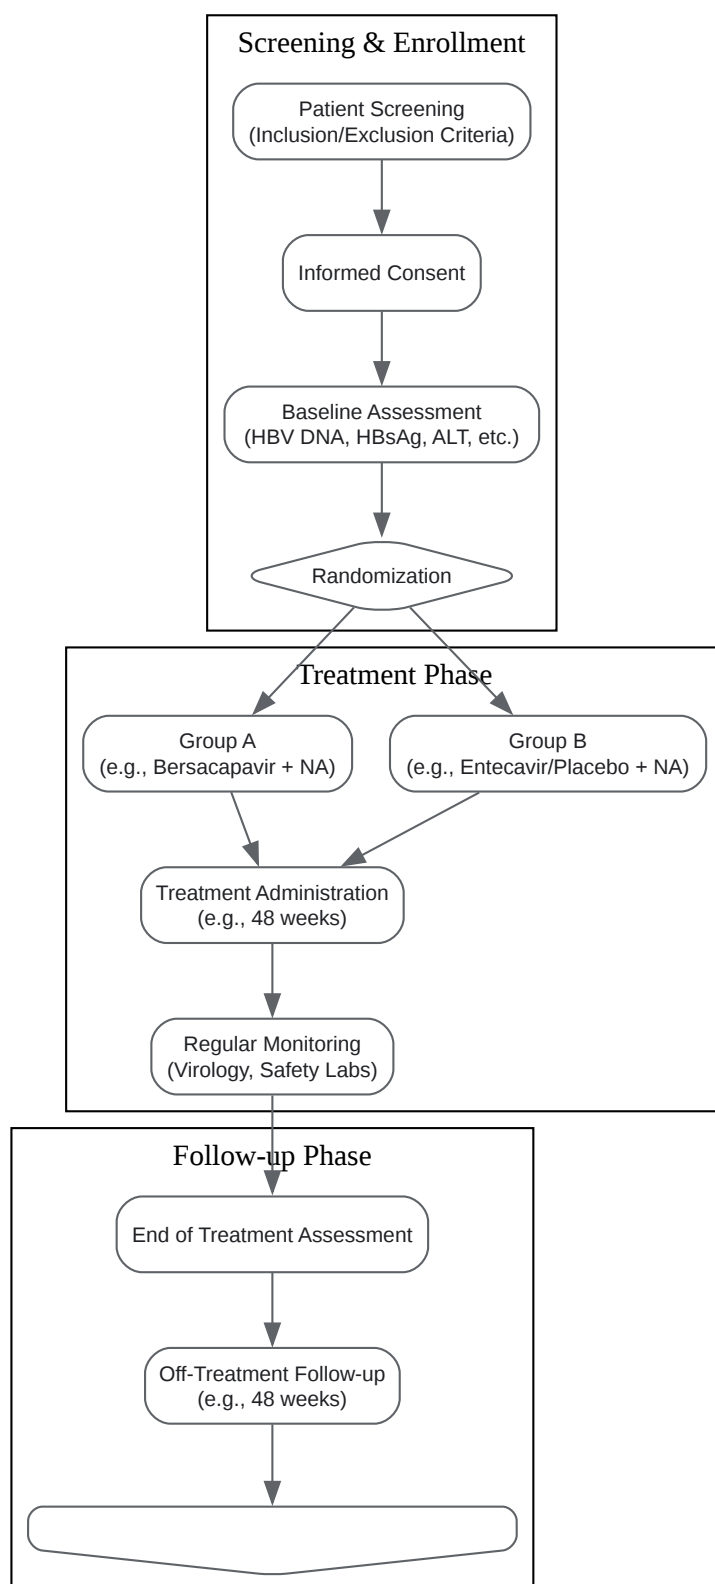 Screening & Enrollment
Patient Screening
(Inclusion/Exclusion Criteria)
Informed Consent
Baseline Assessment
(HBV DNA, HBsAg, ALT, etc.)
Randomization
Treatment Phase
Group A
(e.g., Bersacapavir + NA)
Group B
(e.g., Entecavir/Placebo + NA)
Treatment Administration
(e.g., 48 weeks)
Regular Monitoring
(Virology, Safety Labs)
Follow-up Phase
End of Treatment Assessment
Off-Treatment Follow-up
(e.g., 48 weeks)